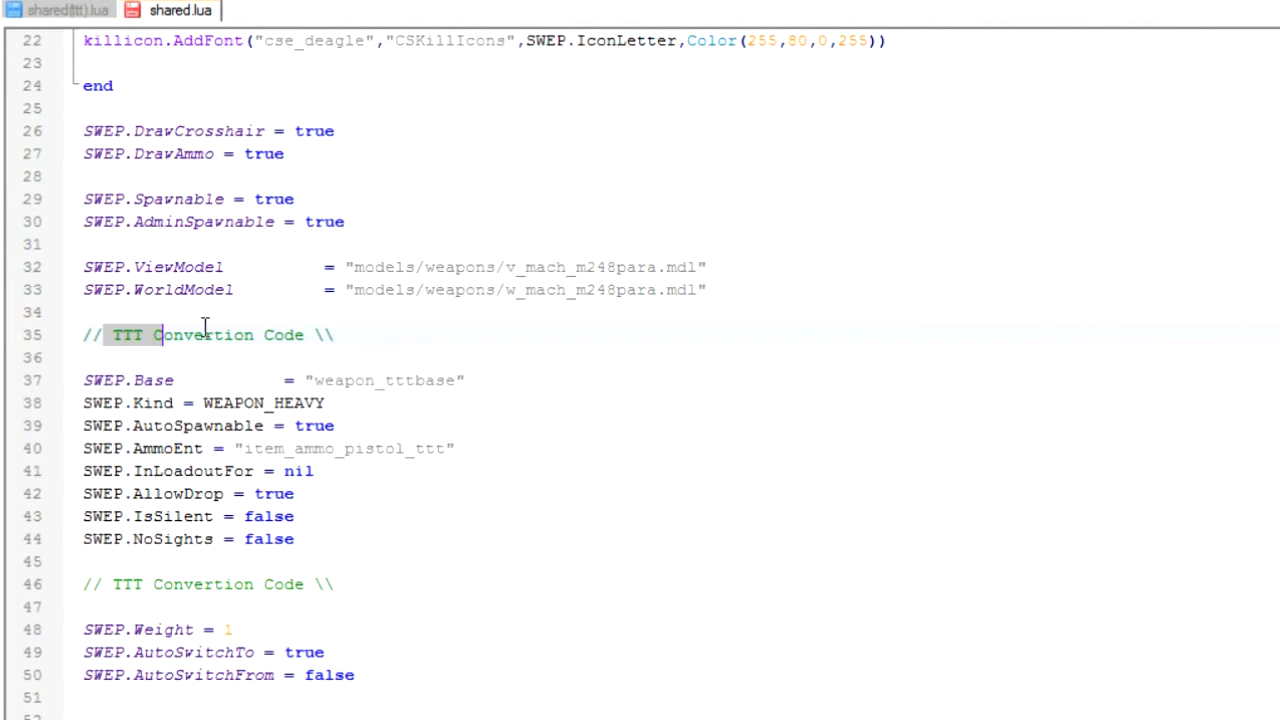 shared(ttt).lua shared.lua
22 killicon.AddFont("cse_deagle","CSKillIcons",SWEP.IconLetter,Color(255,80,0,255))
23
24 end
25
26 SWEP.DrawCrosshair = true
27 SWEP.DrawAmmo = true
28
29 SWEP.Spawnable = true
30 SWEP.AdminSpawnable = true
31
32 SWEP.ViewModel = "models/weapons/v_mach_m248para.mdl"
33 SWEP.WorldModel = "models/weapons/w_mach_m248para.mdl"
34
35 // TTT Convertion Code \\
36
37 SWEP.Base = "weapon_tttbase"
38 SWEP.Kind = WEAPON_HEAVY
39 SWEP.AutoSpawnable = true
40 SWEP.AmmoEnt = "item_ammo_pistol_ttt"
41 SWEP.InLoadoutFor = nil
42 SWEP.AllowDrop = true
43 SWEP.IsSilent = false
44 SWEP.NoSights = false
45
46 // TTT Convertion Code \\
47
48 SWEP.Weight = 1
49 SWEP.AutoSwitchTo = true
50 SWEP.AutoSwitchFrom = false
51